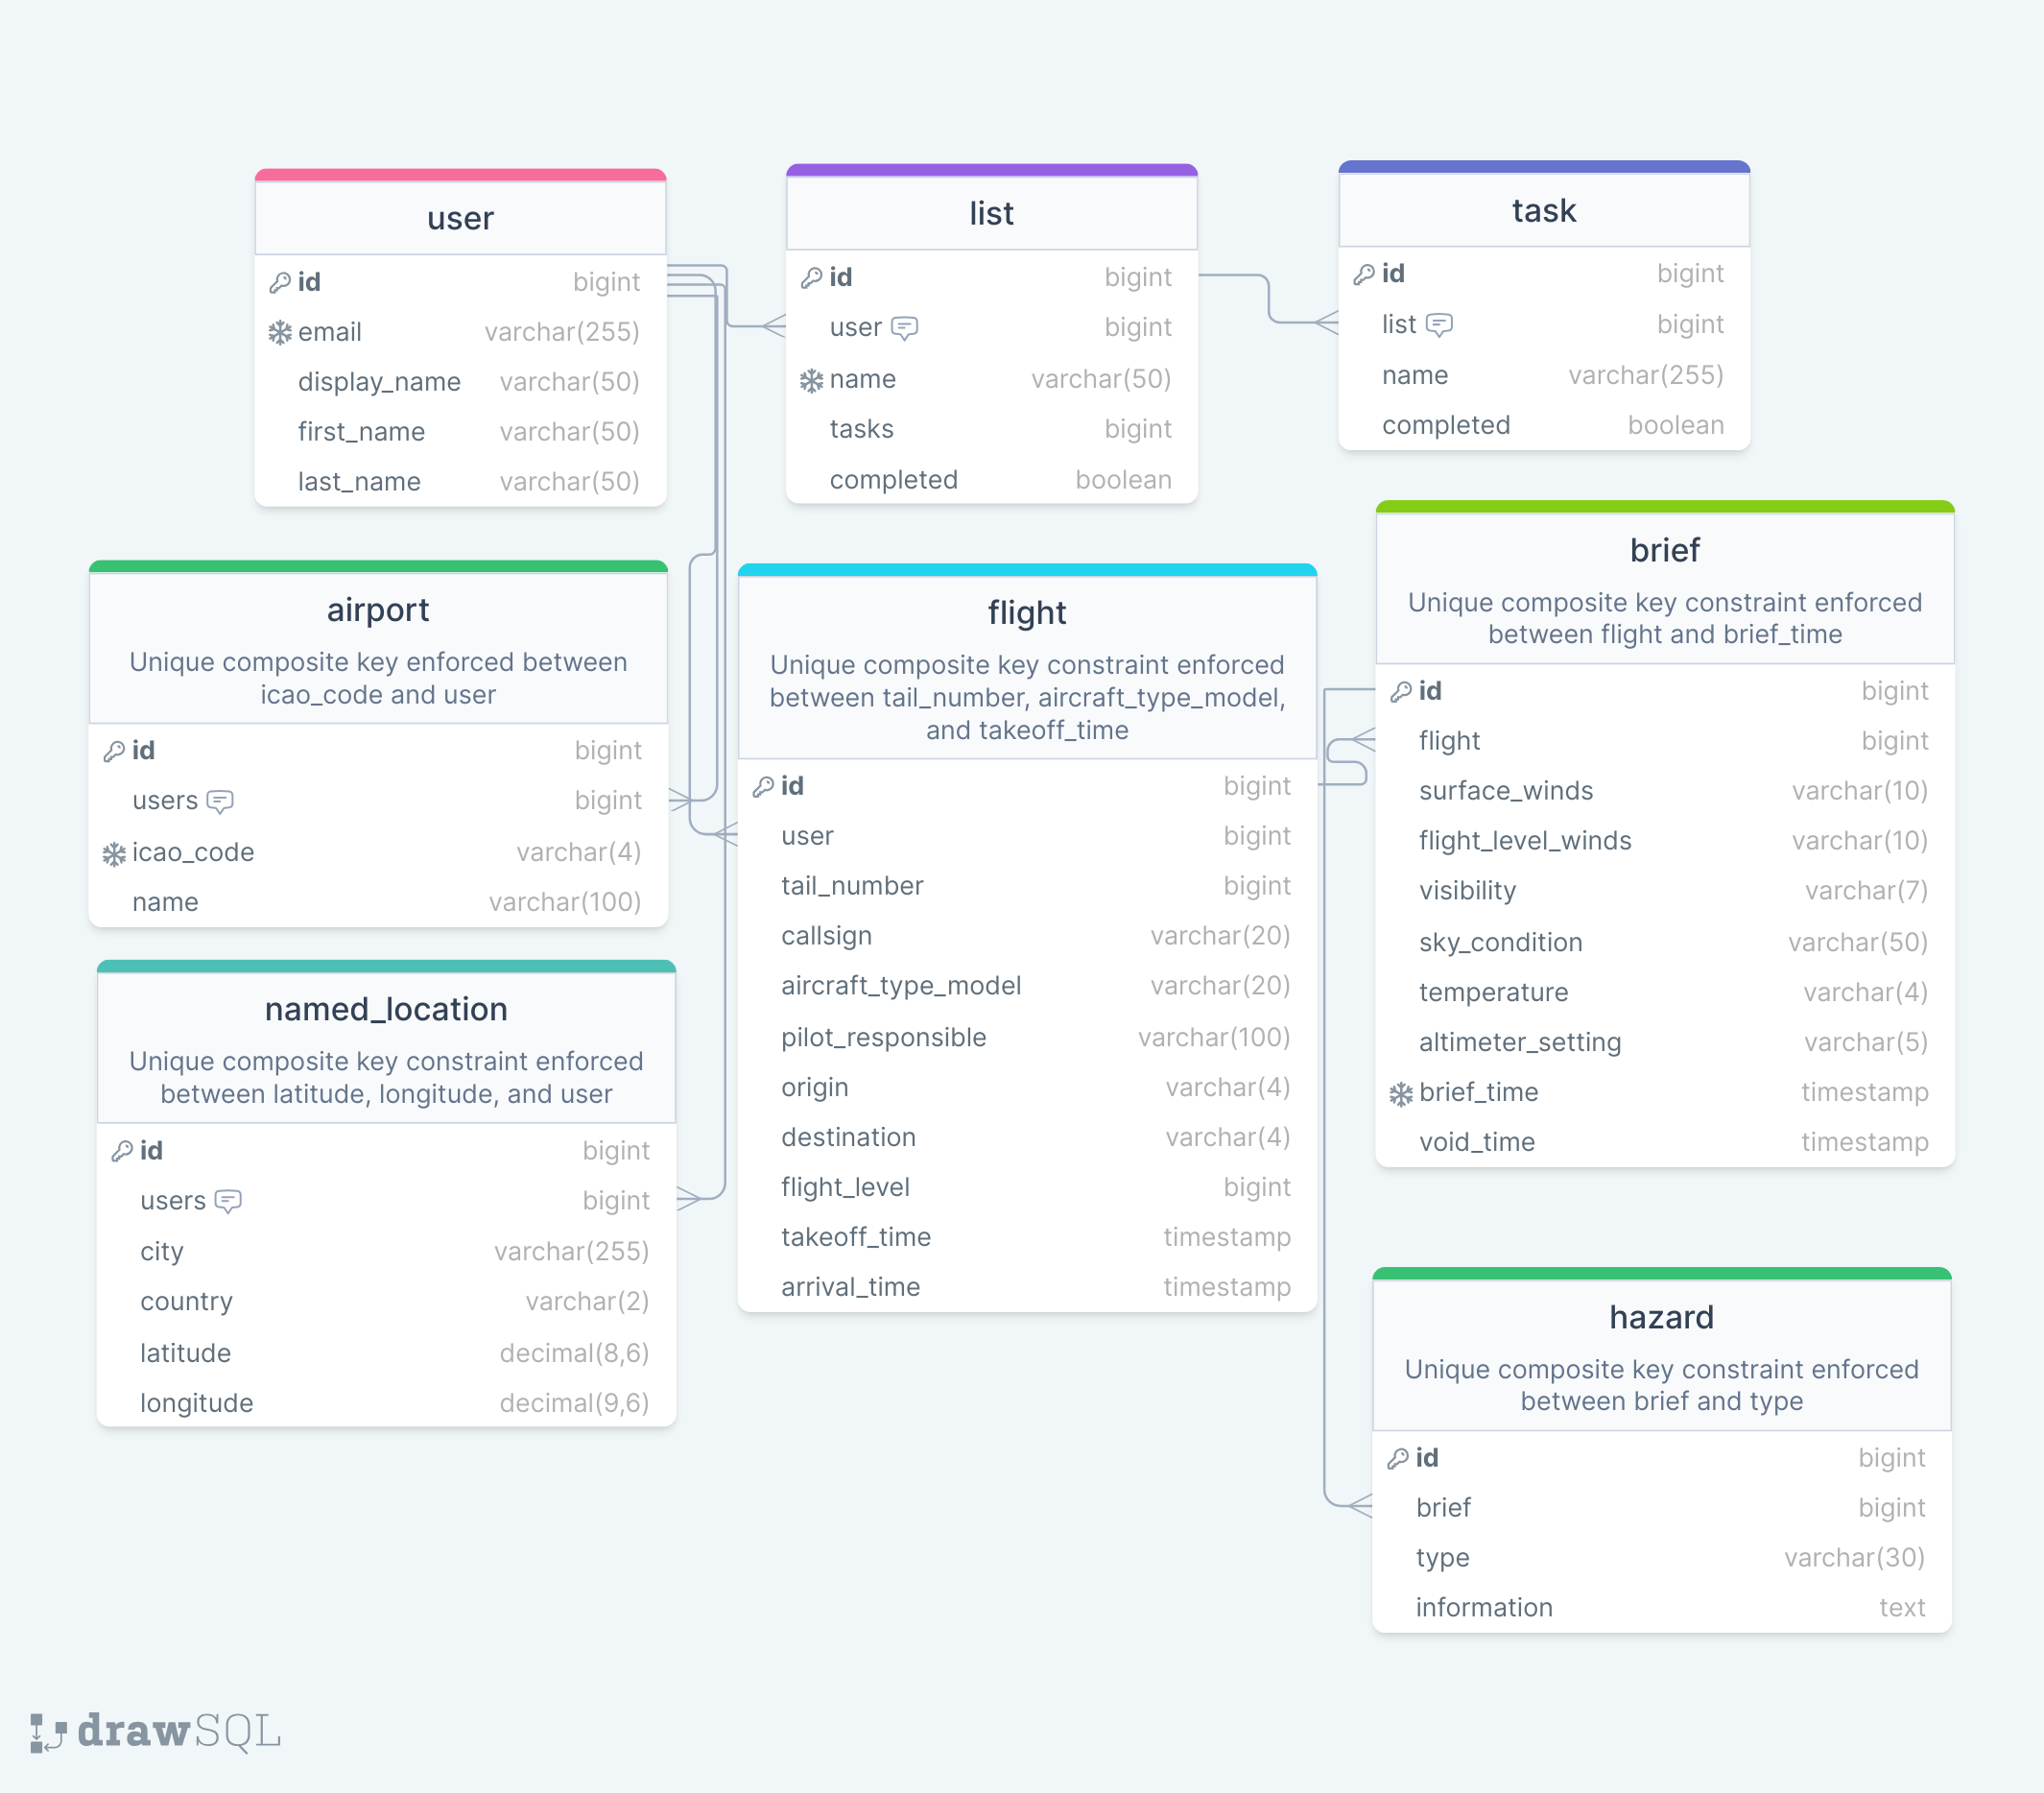 user
id bigint
email varchar(255)
display_name varchar(50)
first_name varchar(50)
last_name varchar(50)
list
id bigint
user bigint
name varchar(50)
tasks bigint
completed boolean
task
id bigint
list bigint
name varchar(255)
completed boolean
airport
Unique composite key enforced between
icao_code and user
id bigint
users bigint
icao_code varchar(4)
name varchar(100)
flight
Unique composite key constraint enforced
between tail_number, aircraft_type_model,
and takeoff_time
id bigint
user bigint
tail_number bigint
callsign varchar(20)
aircraft_type_model varchar(20)
pilot_responsible varchar(100)
origin varchar(4)
destination varchar(4)
flight_level bigint
takeoff_time timestamp
arrival_time timestamp
brief
Unique composite key constraint enforced
between flight and brief_time
id bigint
flight bigint
surface_winds varchar(10)
flight_level_winds varchar(10)
visibility varchar(7)
sky_condition varchar(50)
temperature varchar(4)
altimeter_setting varchar(5)
brief_time timestamp
void_time timestamp
named_location
Unique composite key constraint enforced
between latitude, longitude, and user
id bigint
users bigint
city varchar(255)
country varchar(2)
latitude decimal(8,6)
longitude decimal(9,6)
hazard
Unique composite key constraint enforced
between brief and type
id bigint
brief bigint
type varchar(30)
information text
drawSQL